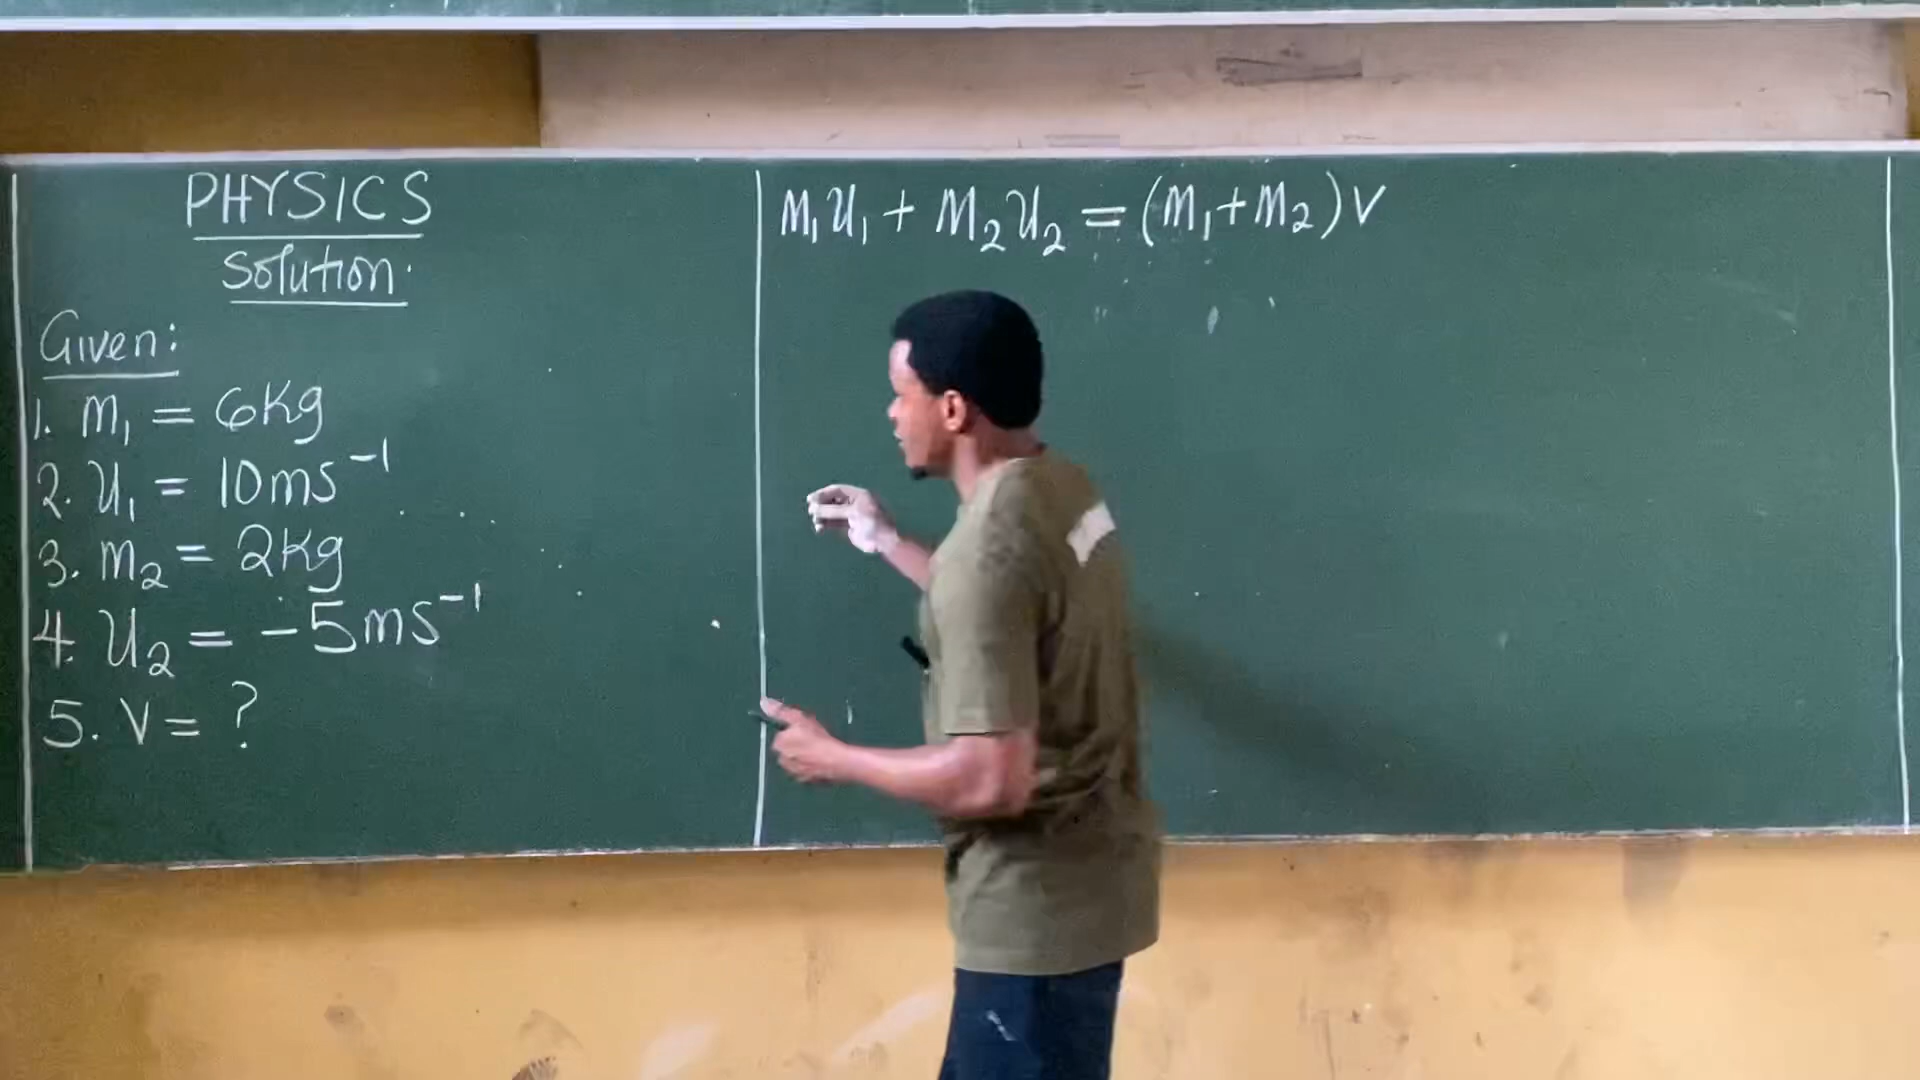 PHYSICS
Solution.
Given:
1. m₁ = 6Kg
2. U₁ = 10ms⁻¹
3. m₂ = 2Kg
4. U₂ = -5ms⁻¹
5. V = ?
M₁U₁ + M₂U₂ = (M₁+M₂)V